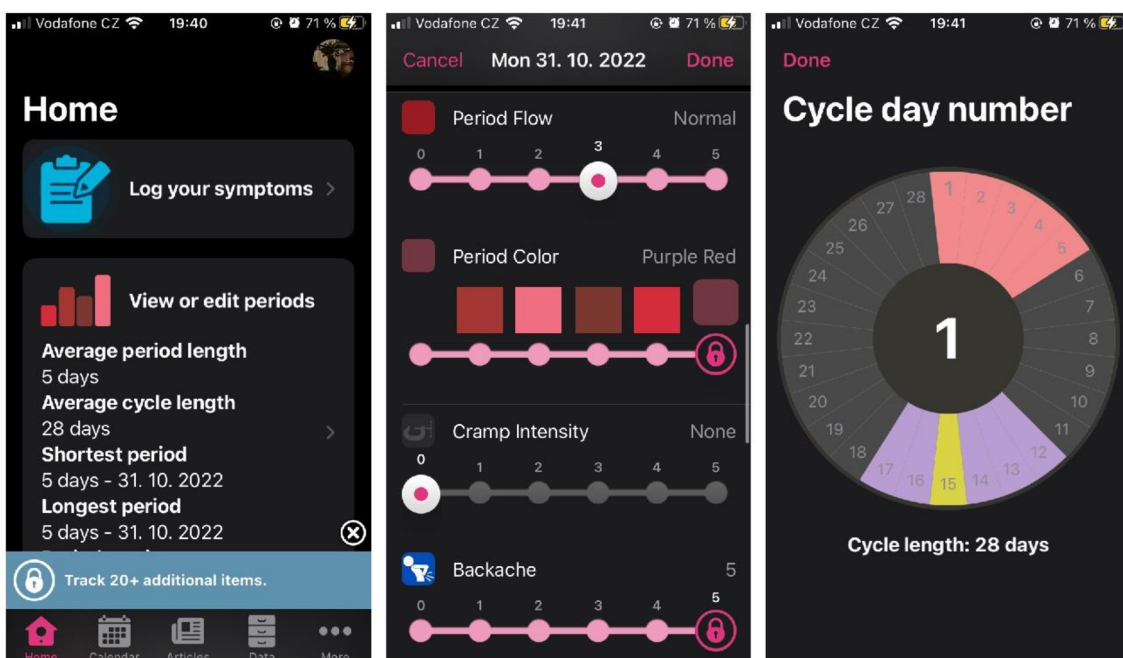 Vodafone CZ 19:40 71 %
Home
Log your symptoms
View or edit periods
Average period length
5 days
Average cycle length
28 days
Shortest period
5 days - 31. 10. 2022
Longest period
5 days - 31. 10. 2022
Track 20+ additional items.
Home Calendar Articles Data More
Vodafone CZ 19:41 71 %
Cancel Mon 31. 10. 2022 Done
Period Flow Normal
0 1 2 3 4 5
Period Color Purple Red
Cramp Intensity None
0 1 2 3 4 5
Backache 5
0 1 2 3 4 5
Vodafone CZ 19:41 71 %
Done
Cycle day number
1 2 3 4 5 6 7 8 9 10 11 12 13 14 15 16 17 18 19 20 21 22 23 24 25 26 27 28
1
Cycle length: 28 days